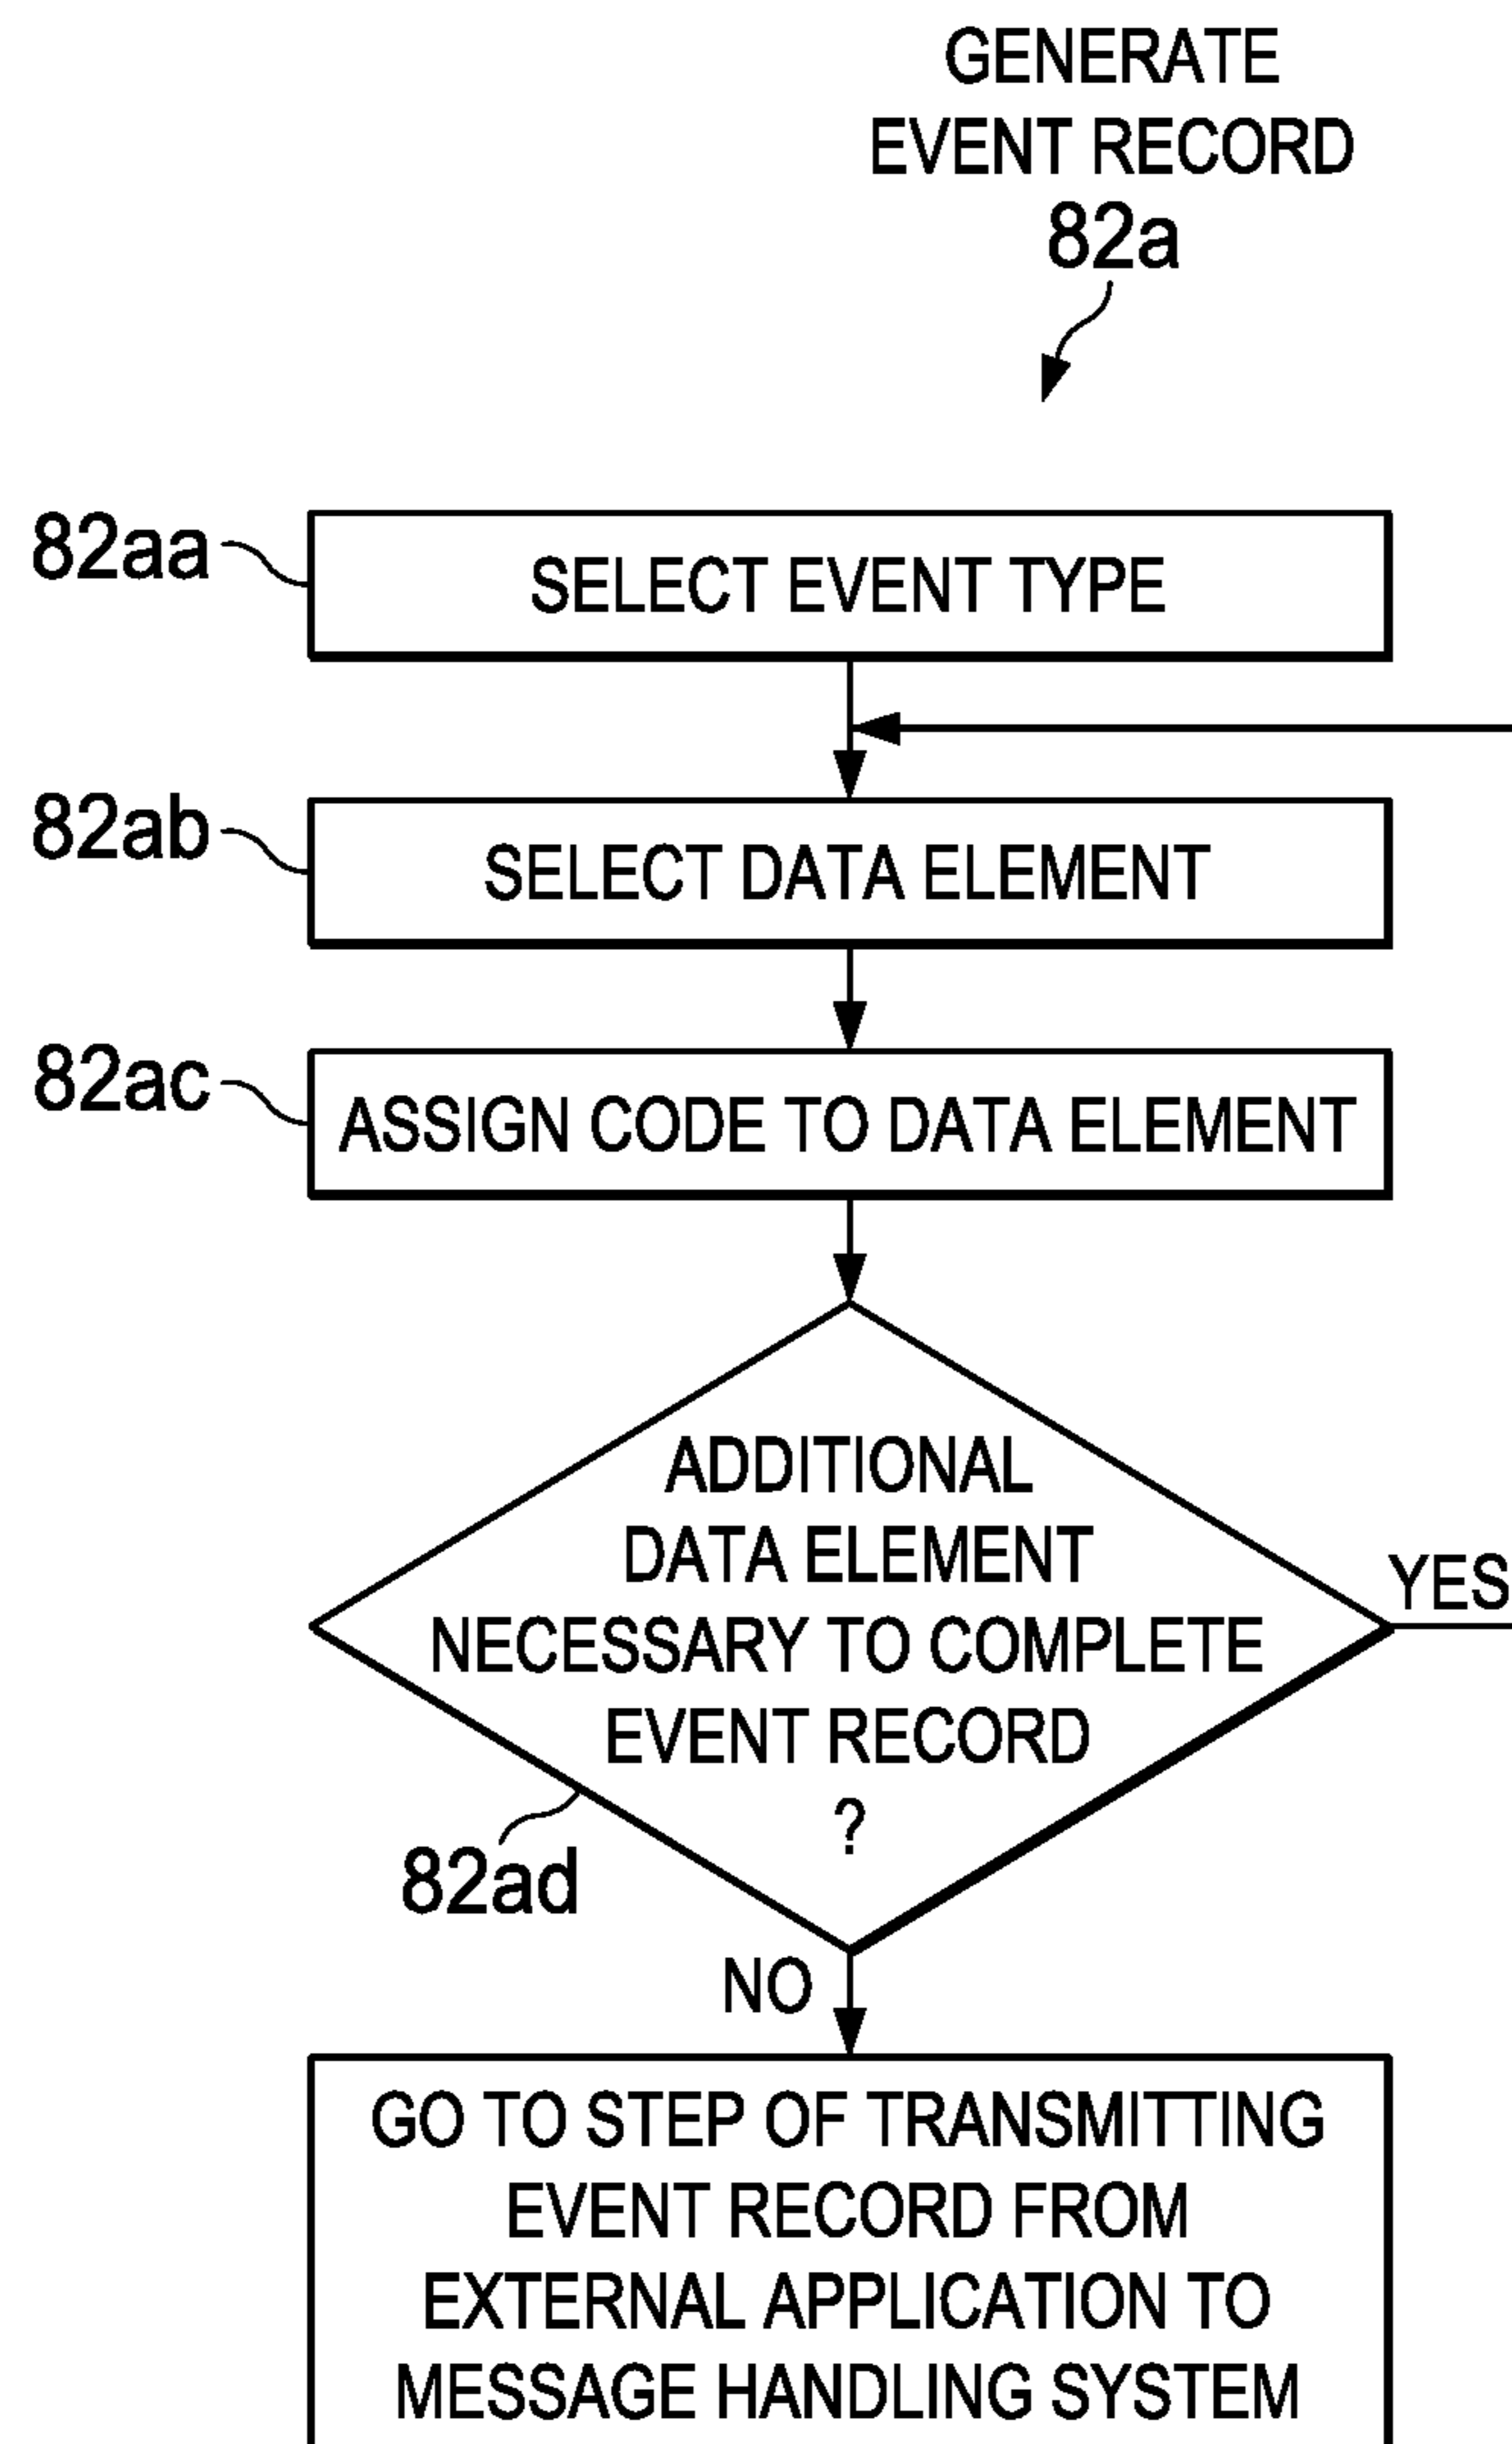 GENERATE
EVENT RECORD
82a
82aa
SELECT EVENT TYPE
82ab
SELECT DATA ELEMENT
82ac
ASSIGN CODE TO DATA ELEMENT
ADDITIONAL
DATA ELEMENT
NECESSARY TO COMPLETE
EVENT RECORD
?
YES
82ad
NO
GO TO STEP OF TRANSMITTING
EVENT RECORD FROM
EXTERNAL APPLICATION TO
MESSAGE HANDLING SYSTEM